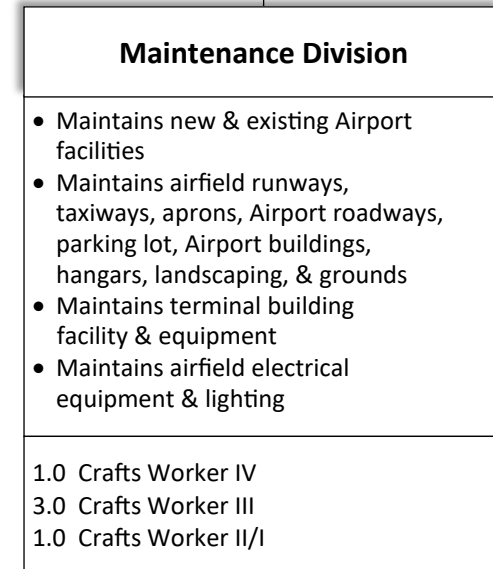 Maintenance Division
• Maintains new & existing Airport
facilities
• Maintains airfield runways,
taxiways, aprons, Airport roadways,
parking lot, Airport buildings,
hangars, landscaping, & grounds
• Maintains terminal building
facility & equipment
• Maintains airfield electrical
equipment & lighting
1.0 Crafts Worker IV
3.0 Crafts Worker III
1.0 Crafts Worker II/I